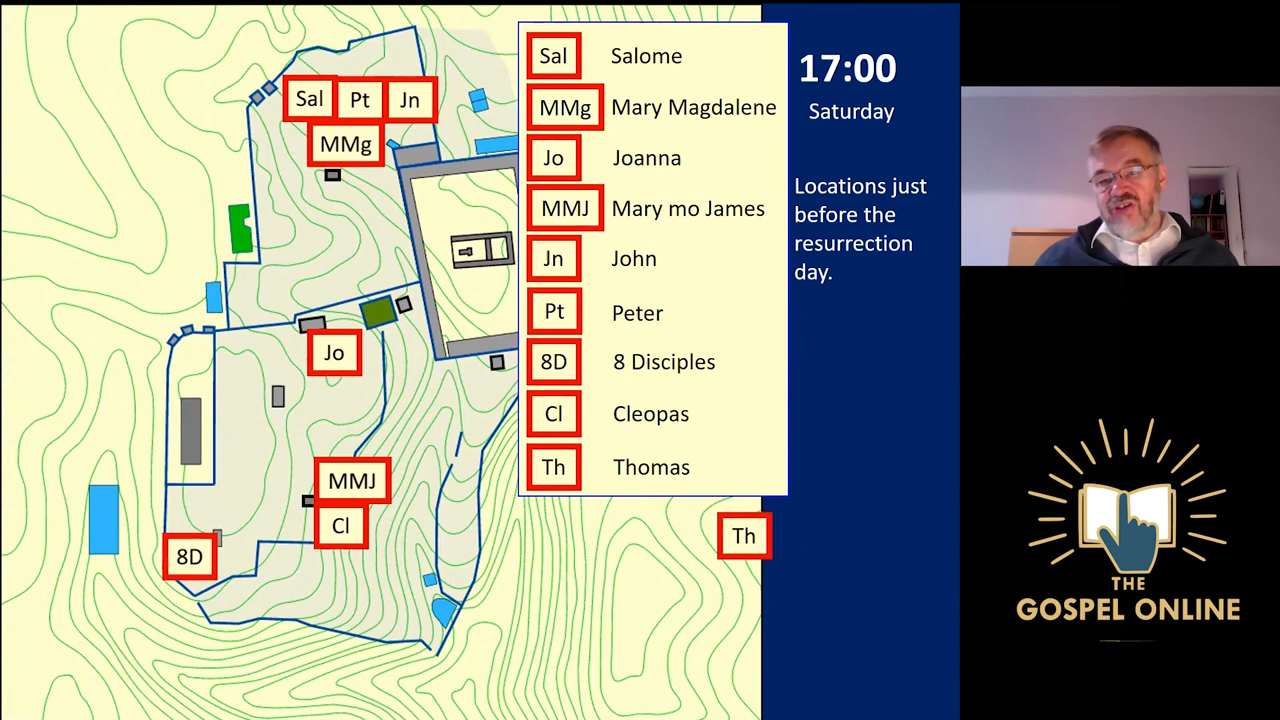 Sal Pt Jn
MMg
Jo
MMJ
Cl
8D
Th
Sal Salome
MMg Mary Magdalene
Jo Joanna
MMJ Mary mo James
Jn John
Pt Peter
8D 8 Disciples
Cl Cleopas
Th Thomas
17:00
Saturday
Locations just
before the
resurrection
day.
THE
GOSPEL ONLINE